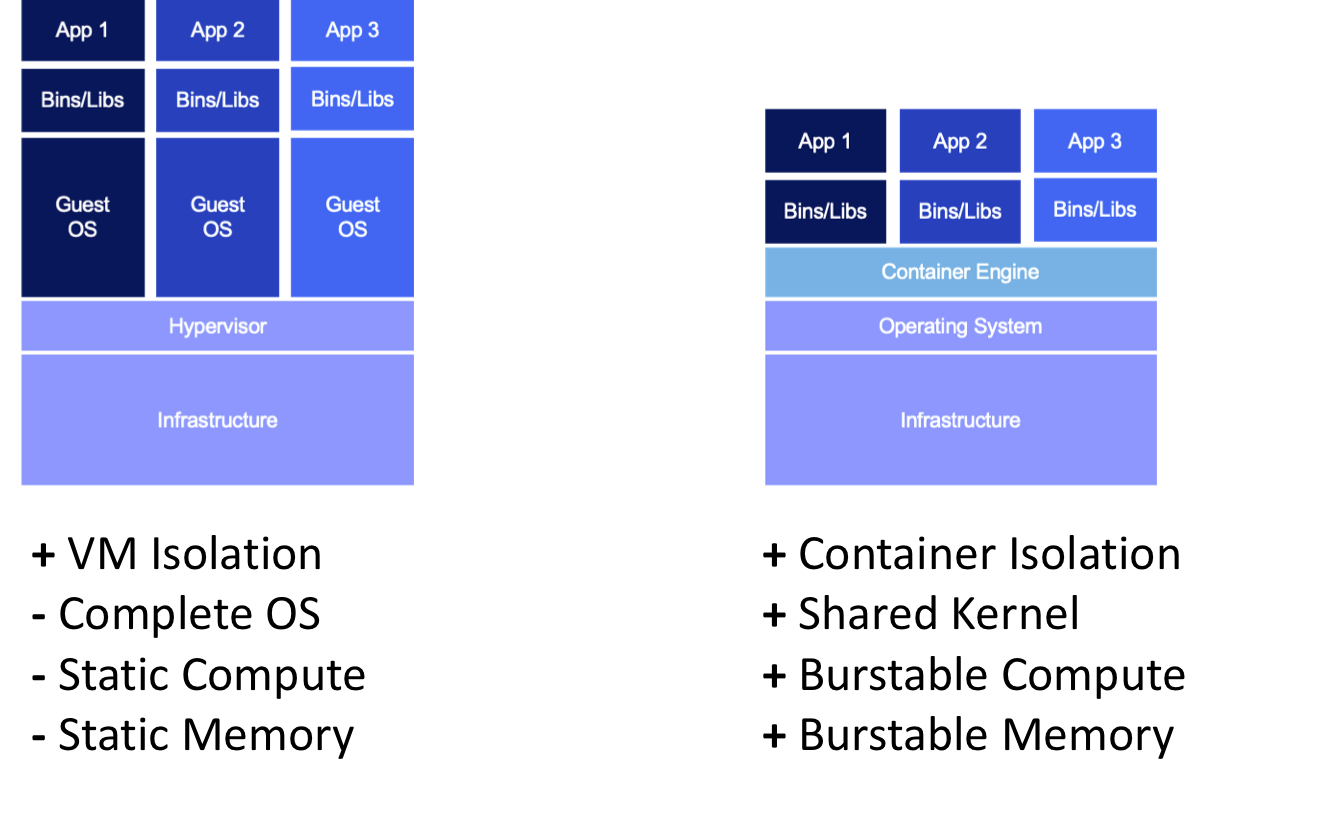 App 1 App 2 App 3
Bins/Libs Bins/Libs Bins/Libs
Guest Guest Guest
OS OS OS
Hypervisor
Infrastructure
+ VM Isolation
- Complete OS
- Static Compute
- Static Memory
App 1 App 2 App 3
Bins/Libs Bins/Libs Bins/Libs
Container Engine
Operating System
Infrastructure
+ Container Isolation
+ Shared Kernel
+ Burstable Compute
+ Burstable Memory